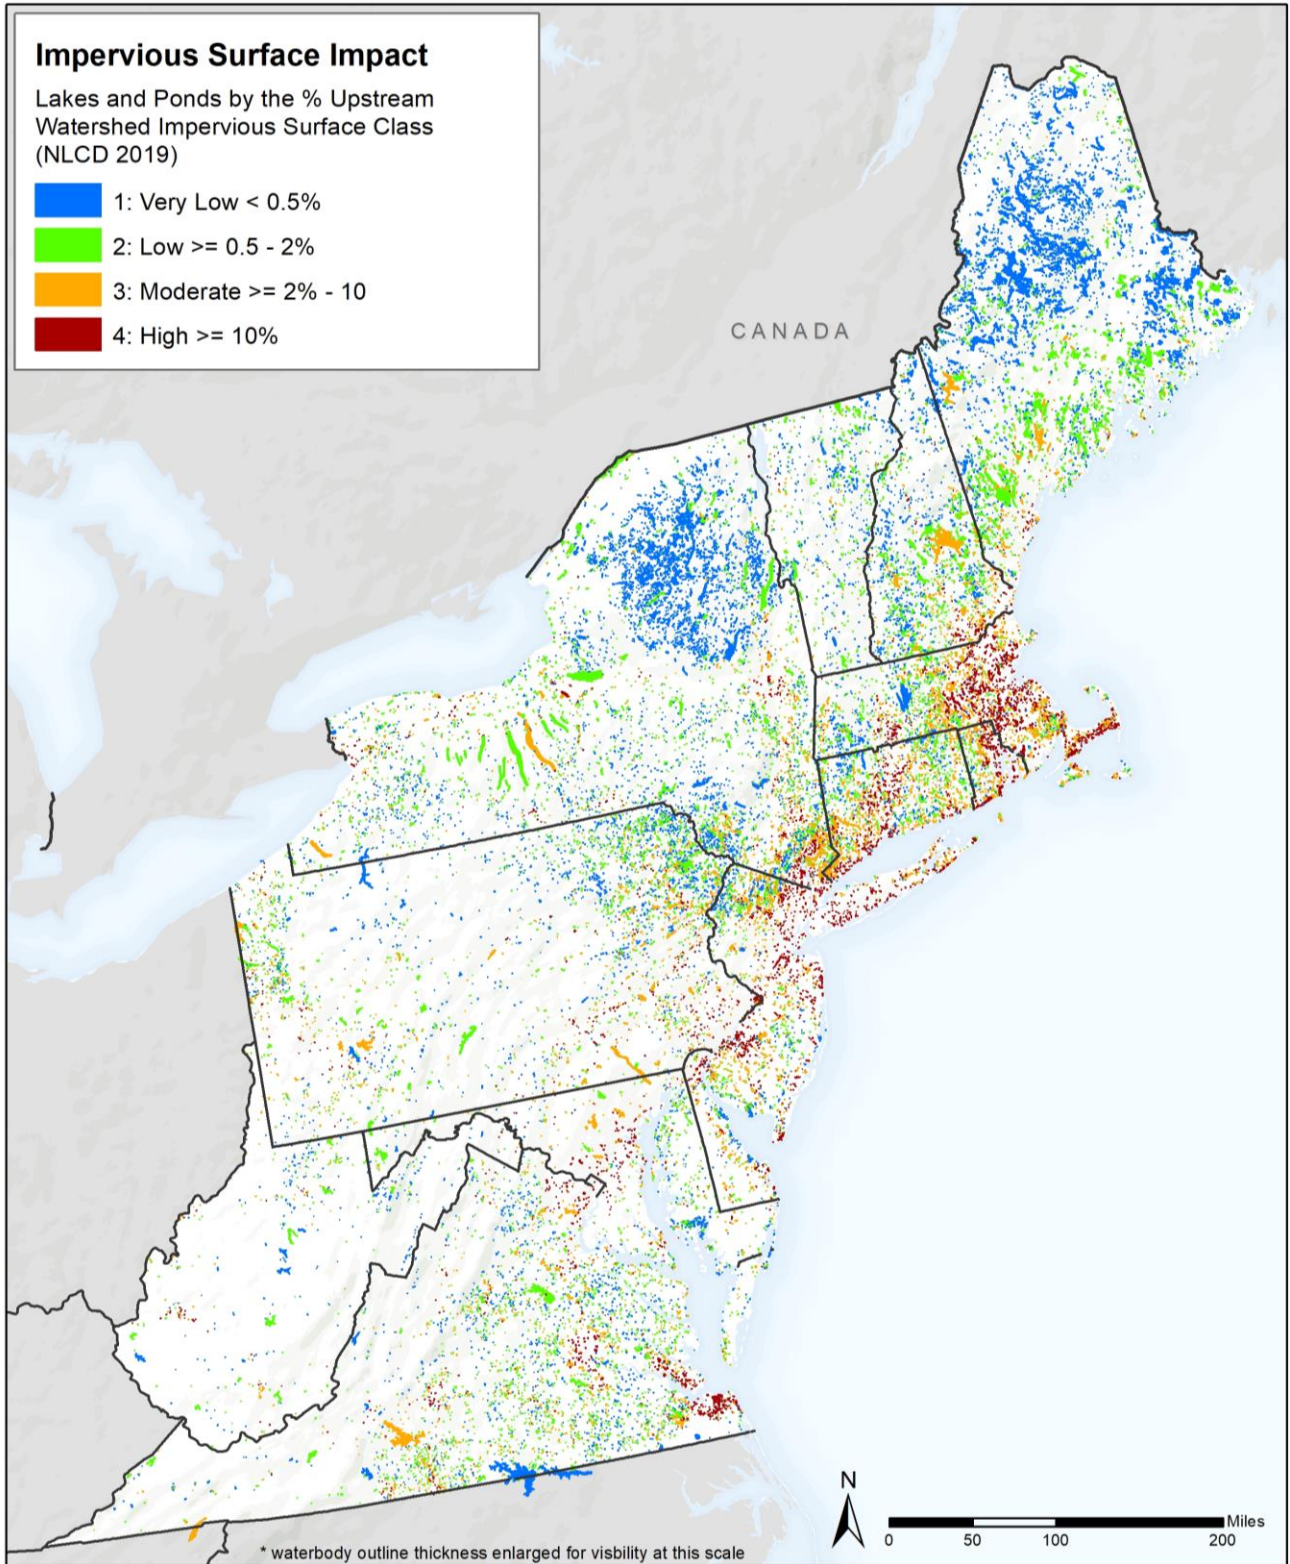 Impervious Surface Impact
Lakes and Ponds by the % Upstream
Watershed Impervious Surface Class
(NLCD 2019)
1: Very Low < 0.5%
2: Low >= 0.5 - 2%
3: Moderate >= 2% - 10
4: High >= 10%
CANADA
N
Miles
0 50 100 200
* waterbody outline thickness enlarged for visbility at this scale